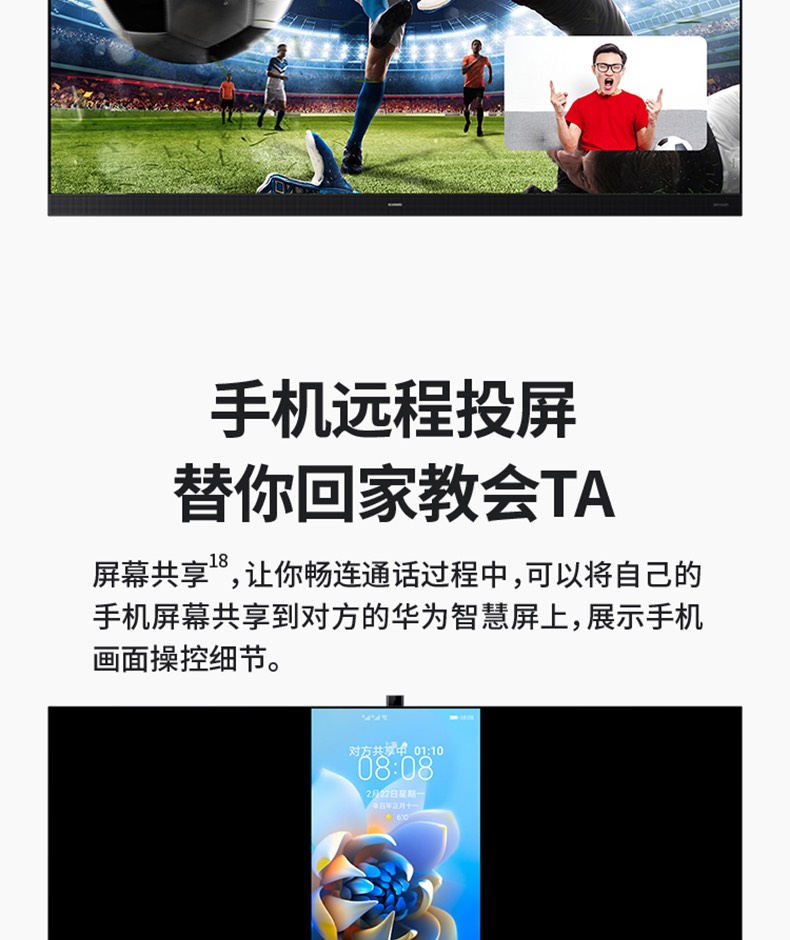 手机远程投屏
替你回家教会TA
屏幕共享18，让你畅连通话过程中，可以将自己的
手机屏幕共享到对方的华为智慧屏上，展示手机
画面操控细节。
对方共享中 01:10
08:08
2月22日星期一
6°C